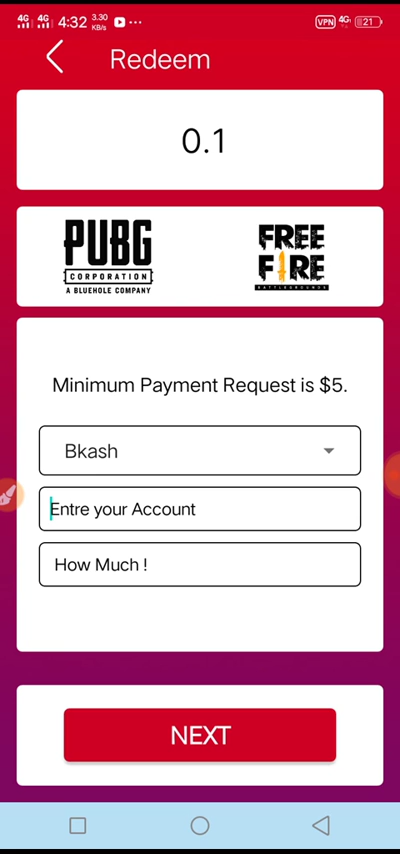 4G 4G 4:32 3.30 KB/s VPN 4G 21
Redeem
0.1
PUBG
CORPORATION
A BLUEHOLE COMPANY
FREE
FIRE
BATTLEGROUNDS
Minimum Payment Request is $5.
Bkash
Entre your Account
How Much !
NEXT